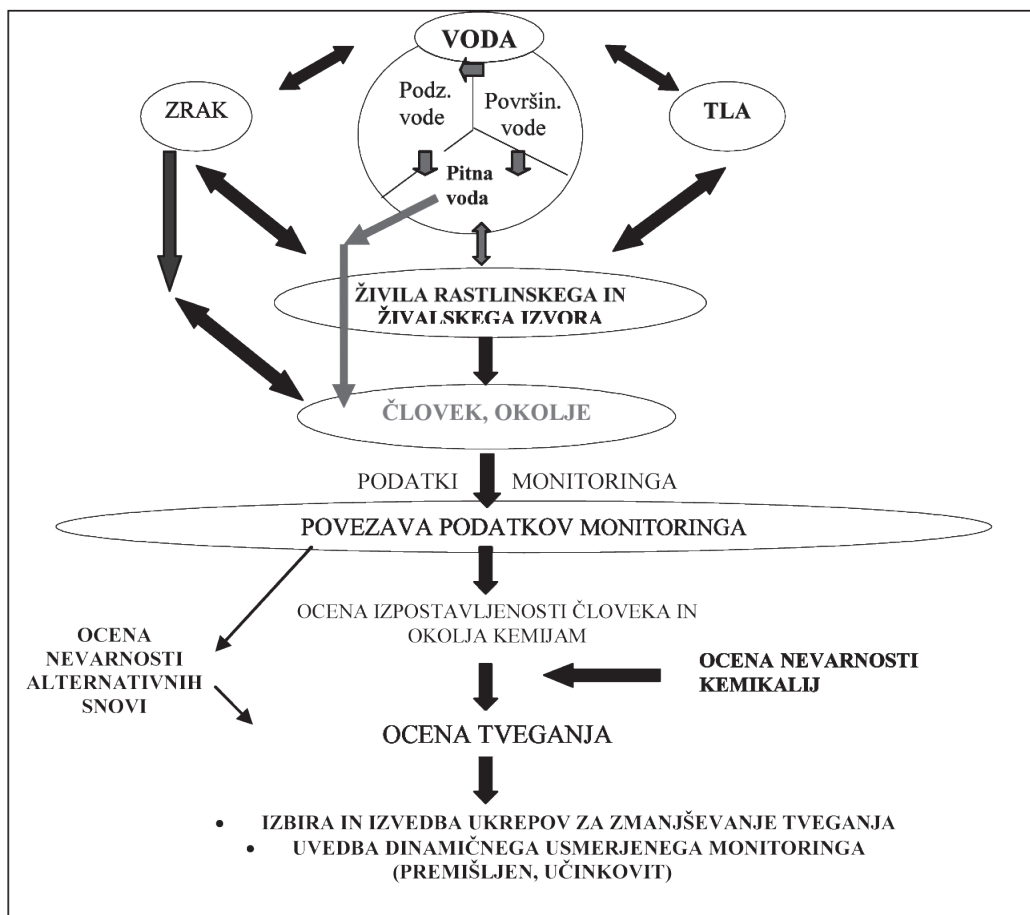 VODA
ZRAK
Podz.
vode
Površin.
vode
TLA
Pitna
voda
ŽIVILA RASTLINSKEGA IN
ŽIVALSKEGA IZVORA
ČLOVEK, OKOLJE
PODATKI MONITORINGA
POVEZAVA PODATKOV MONITORINGA
OCENA IZPOSTAVLJENOSTI ČLOVEKA IN
OKOLJA KEMIJAM
OCENA
NEVARNOSTI
ALTERNATIVNIH
SNOVI
OCENA NEVARNOSTI
KEMIKALIJ
OCENA TVEGANJA
• IZBIRA IN IZVEDBA UKREPOV ZA ZMANJŠEVANJE TVEGANJA
• UVEDBA DINAMIČNEGA USMERJENEGA MONITORINGA
(PREMIŠLJEN, UČINKOVIT)